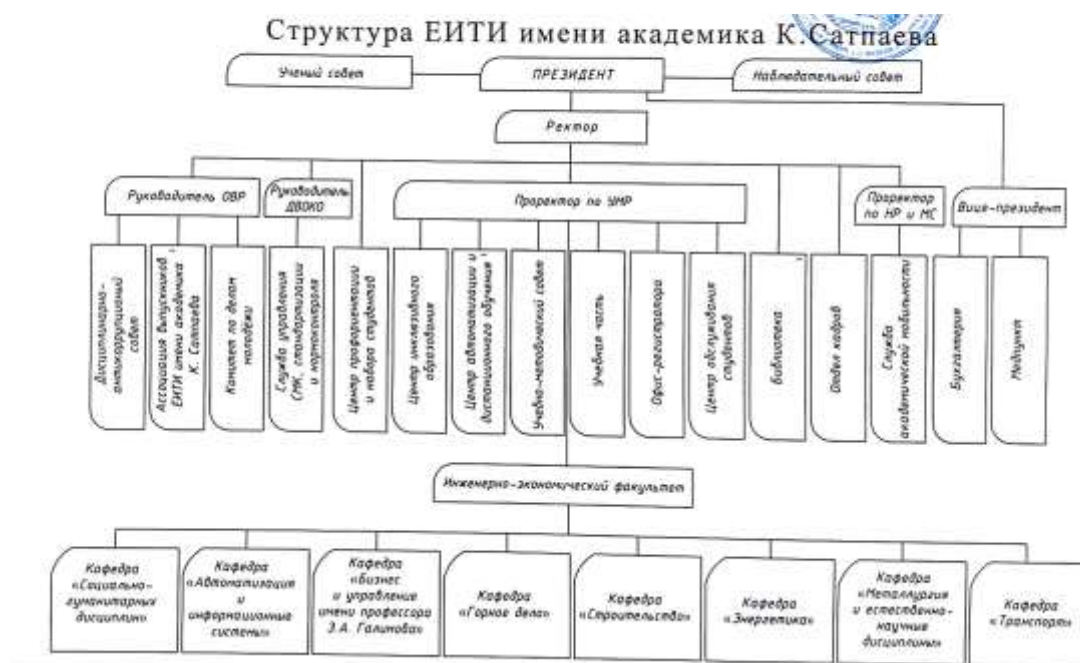 Структура ЕИТИ имени академика К.Сатпаева
Ученый совет
ПРЕЗИДЕНТ
Наблюдательный совет
Ректор
Руководитель ОВР
Руководитель
ДВОКО
Проректор по УМР
Проректор
по НР и МС
Вице-президент
Дисциплинарно-
антикоррупционный
совет
Ассоциация выпускников
ЕИТИ имени академика
К. Сатпаева
Комитет по делам
молодежи
Служба управления
СМК, стандартизации
и нормоконтроля
Центр профориентации
и набора студентов
Центр инклюзивного
образования
Центр автоматизации и
дистанционного обучения
Учебно-методический совет
Учебная часть
Офис-регистратора
Центр обслуживания
студентов
Библиотека
Отдел кадров
Служба
академической мобильности
Бухгалтерия
Медпункт
Инженерно-экономический факультет
Кафедра
«Социально-
гуманитарных
дисциплин»
Кафедра
«Автоматизация
и
информационные
системы»
Кафедра
«Бизнес
и управление
имени профессора
Э.А. Галимова»
Кафедра
«Горное дело»
Кафедра
«Строительство»
Кафедра
«Энергетика»
Кафедра
«Металлургия
и естественно-
научные
дисциплины»
Кафедра
«Транспорт»